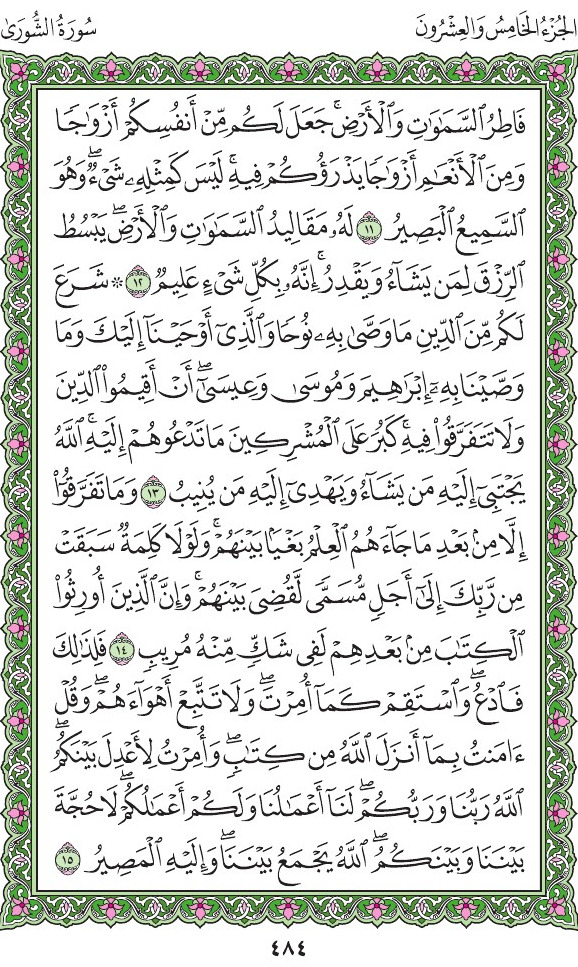 الجُزْءُ الخَامِسُ وَالعِشْرُونَ
سُورَةُ الشُّورَىٰ
فَاطِرُ ٱلسَّمَٰوَٰتِ وَٱلْأَرْضِۚ جَعَلَ لَكُم مِّنْ أَنفُسِكُمْ أَزْوَٰجًا
وَمِنَ ٱلْأَنْعَٰمِ أَزْوَٰجًا يَذْرَؤُكُمْ فِيهِۚ لَيْسَ كَمِثْلِهِۦ شَىْءٌۖ وَهُوَ
ٱلسَّمِيعُ ٱلْبَصِيرُ ١١ لَهُۥ مَقَالِيدُ ٱلسَّمَٰوَٰتِ وَٱلْأَرْضِۖ يَبْسُطُ
ٱلرِّزْقَ لِمَن يَشَآءُ وَيَقْدِرُۚ إِنَّهُۥ بِكُلِّ شَىْءٍ عَلِيمٌ ١٢ ۞ شَرَعَ
لَكُم مِّنَ ٱلدِّينِ مَا وَصَّىٰ بِهِۦ نُوحًا وَٱلَّذِىٓ أَوْحَيْنَآ إِلَيْكَ وَمَا
وَصَّيْنَا بِهِۦٓ إِبْرَٰهِيمَ وَمُوسَىٰ وَعِيسَىٰٓۖ أَنْ أَقِيمُوا۟ ٱلدِّينَ
وَلَا تَتَفَرَّقُوا۟ فِيهِۚ كَبُرَ عَلَى ٱلْمُشْرِكِينَ مَا تَدْعُوهُمْ إِلَيْهِۚ ٱللَّهُ
يَجْتَبِىٓ إِلَيْهِ مَن يَشَآءُ وَيَهْدِىٓ إِلَيْهِ مَن يُنِيبُ ١٣ وَمَا تَفَرَّقُوٓا۟
إِلَّا مِنۢ بَعْدِ مَا جَآءَهُمُ ٱلْعِلْمُ بَغْيًۢا بَيْنَهُمْۚ وَلَوْلَا كَلِمَةٌ سَبَقَتْ
مِن رَّبِّكَ إِلَىٰٓ أَجَلٍ مُّسَمًّى لَّقُضِىَ بَيْنَهُمْۚ وَإِنَّ ٱلَّذِينَ أُورِثُوا۟
ٱلْكِتَٰبَ مِنۢ بَعْدِهِمْ لَفِى شَكٍّ مِّنْهُ مُرِيبٍ ١٤ فَلِذَٰلِكَ
فَٱدْعُۖ وَٱسْتَقِمْ كَمَآ أُمِرْتَۖ وَلَا تَتَّبِعْ أَهْوَآءَهُمْۖ وَقُلْ
ءَامَنتُ بِمَآ أَنزَلَ ٱللَّهُ مِن كِتَٰبٍۖ وَأُمِرْتُ لِأَعْدِلَ بَيْنَكُمُۖ
ٱللَّهُ رَبُّنَا وَرَبُّكُمْۖ لَنَآ أَعْمَٰلُنَا وَلَكُمْ أَعْمَٰلُكُمْۖ لَا حُجَّةَ
بَيْنَنَا وَبَيْنَكُمُۖ ٱللَّهُ يَجْمَعُ بَيْنَنَاۖ وَإِلَيْهِ ٱلْمَصِيرُ ١٥
٤٨٤